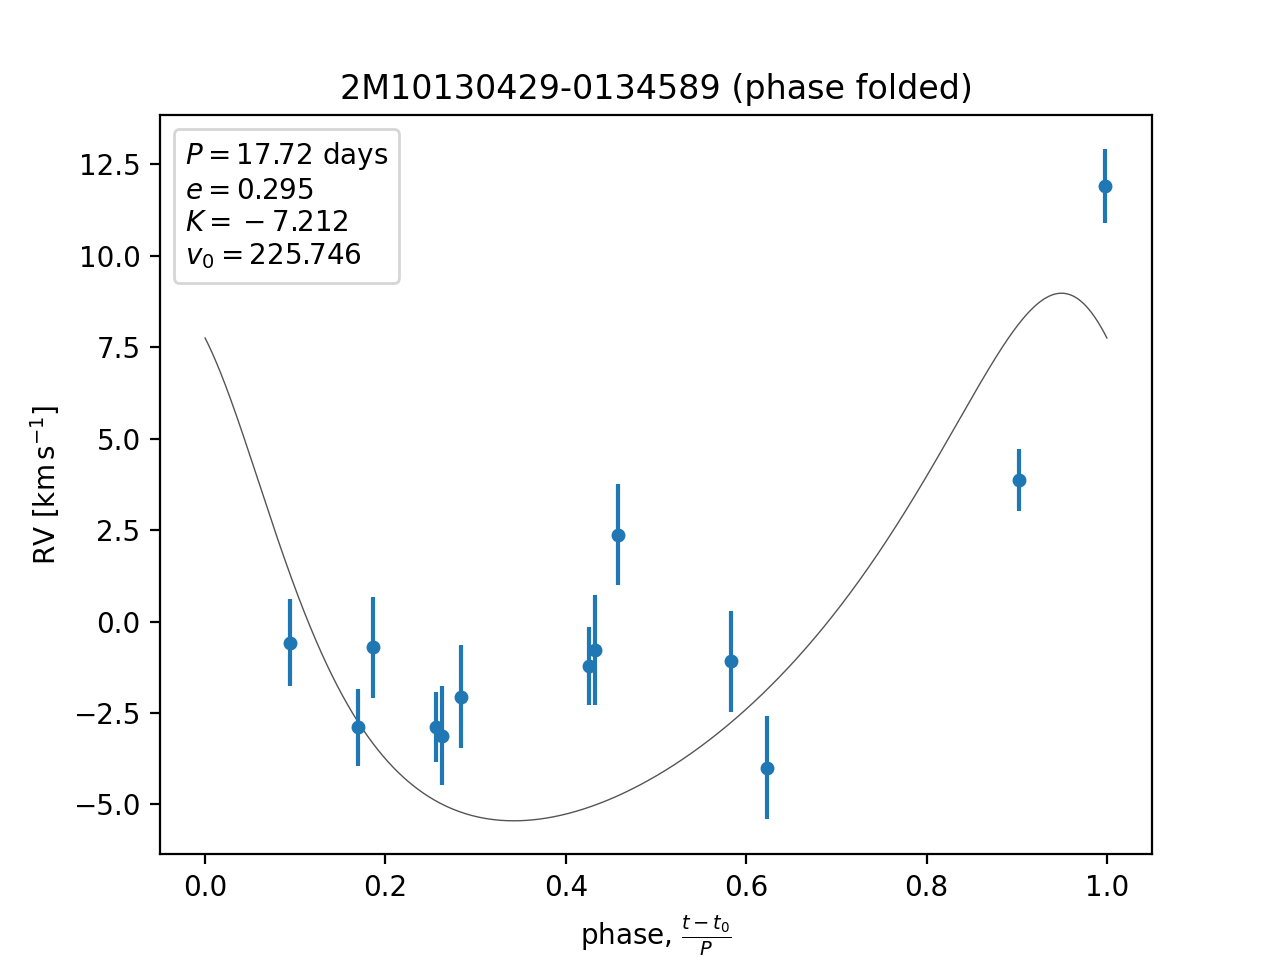 2M10130429-0134589 (phase folded)
P = 17.72 days
e = 0.295
K = −7.212
v₀ = 225.746
12.5
10.0
7.5
5.0
2.5
0.0
−2.5
−5.0
RV [km s⁻¹]
0.0 0.2 0.4 0.6 0.8 1.0
phase, (t − t₀)/P